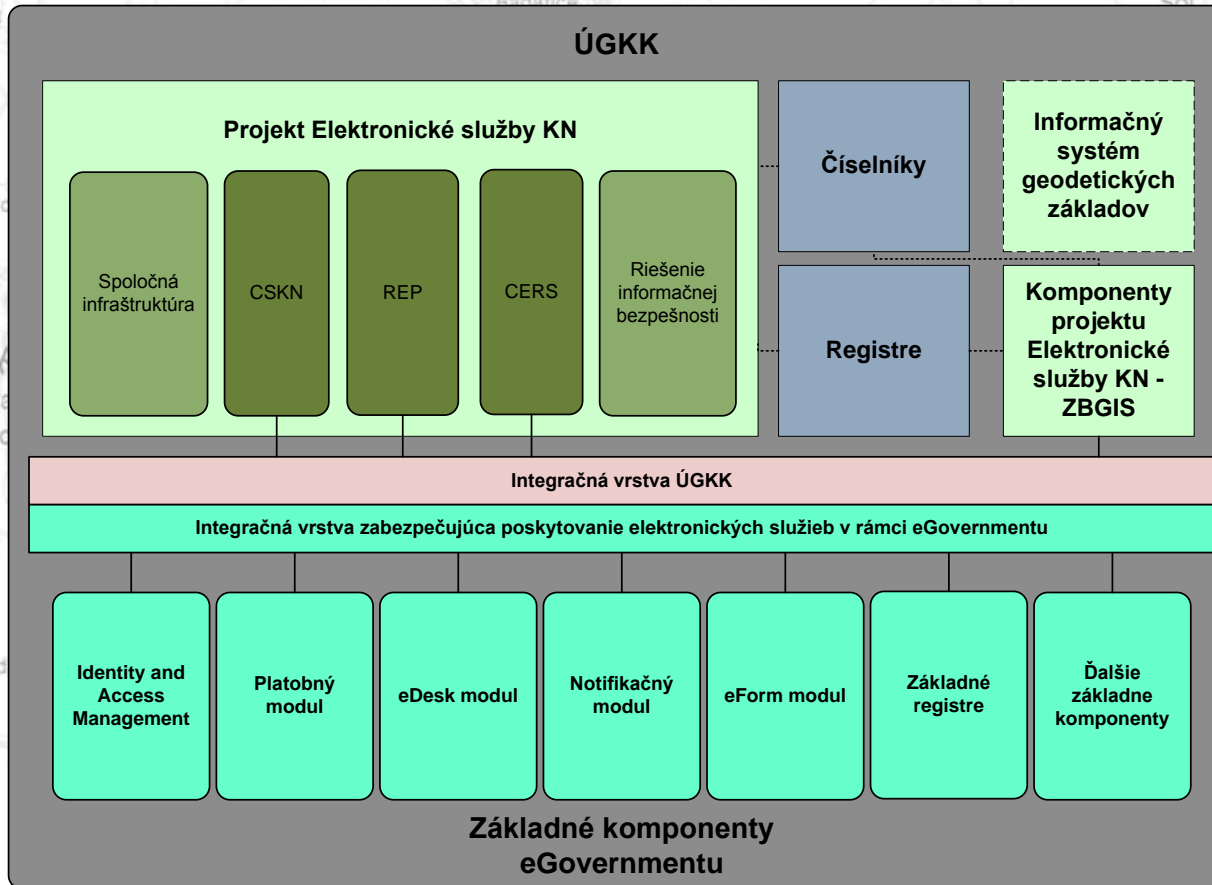 ÚGKK
Projekt Elektronické služby KN
Spoločná
infraštruktúra
CSKN
REP
CERS
Riešenie
informačnej
bezpešnosti
Číselníky
Registre
Informačný
systém
geodetických
základov
Komponenty
projektu
Elektronické
služby KN -
ZBGIS
Integračná vrstva ÚGKK
Integračná vrstva zabezpečujúca poskytovanie elektronických služieb v rámci eGovernmentu
Identity and
Access
Management
Platobný
modul
eDesk modul
Notifikačný
modul
eForm modul
Základné
registre
Ďalšie
základne
komponenty
Základné komponenty
eGovernmentu